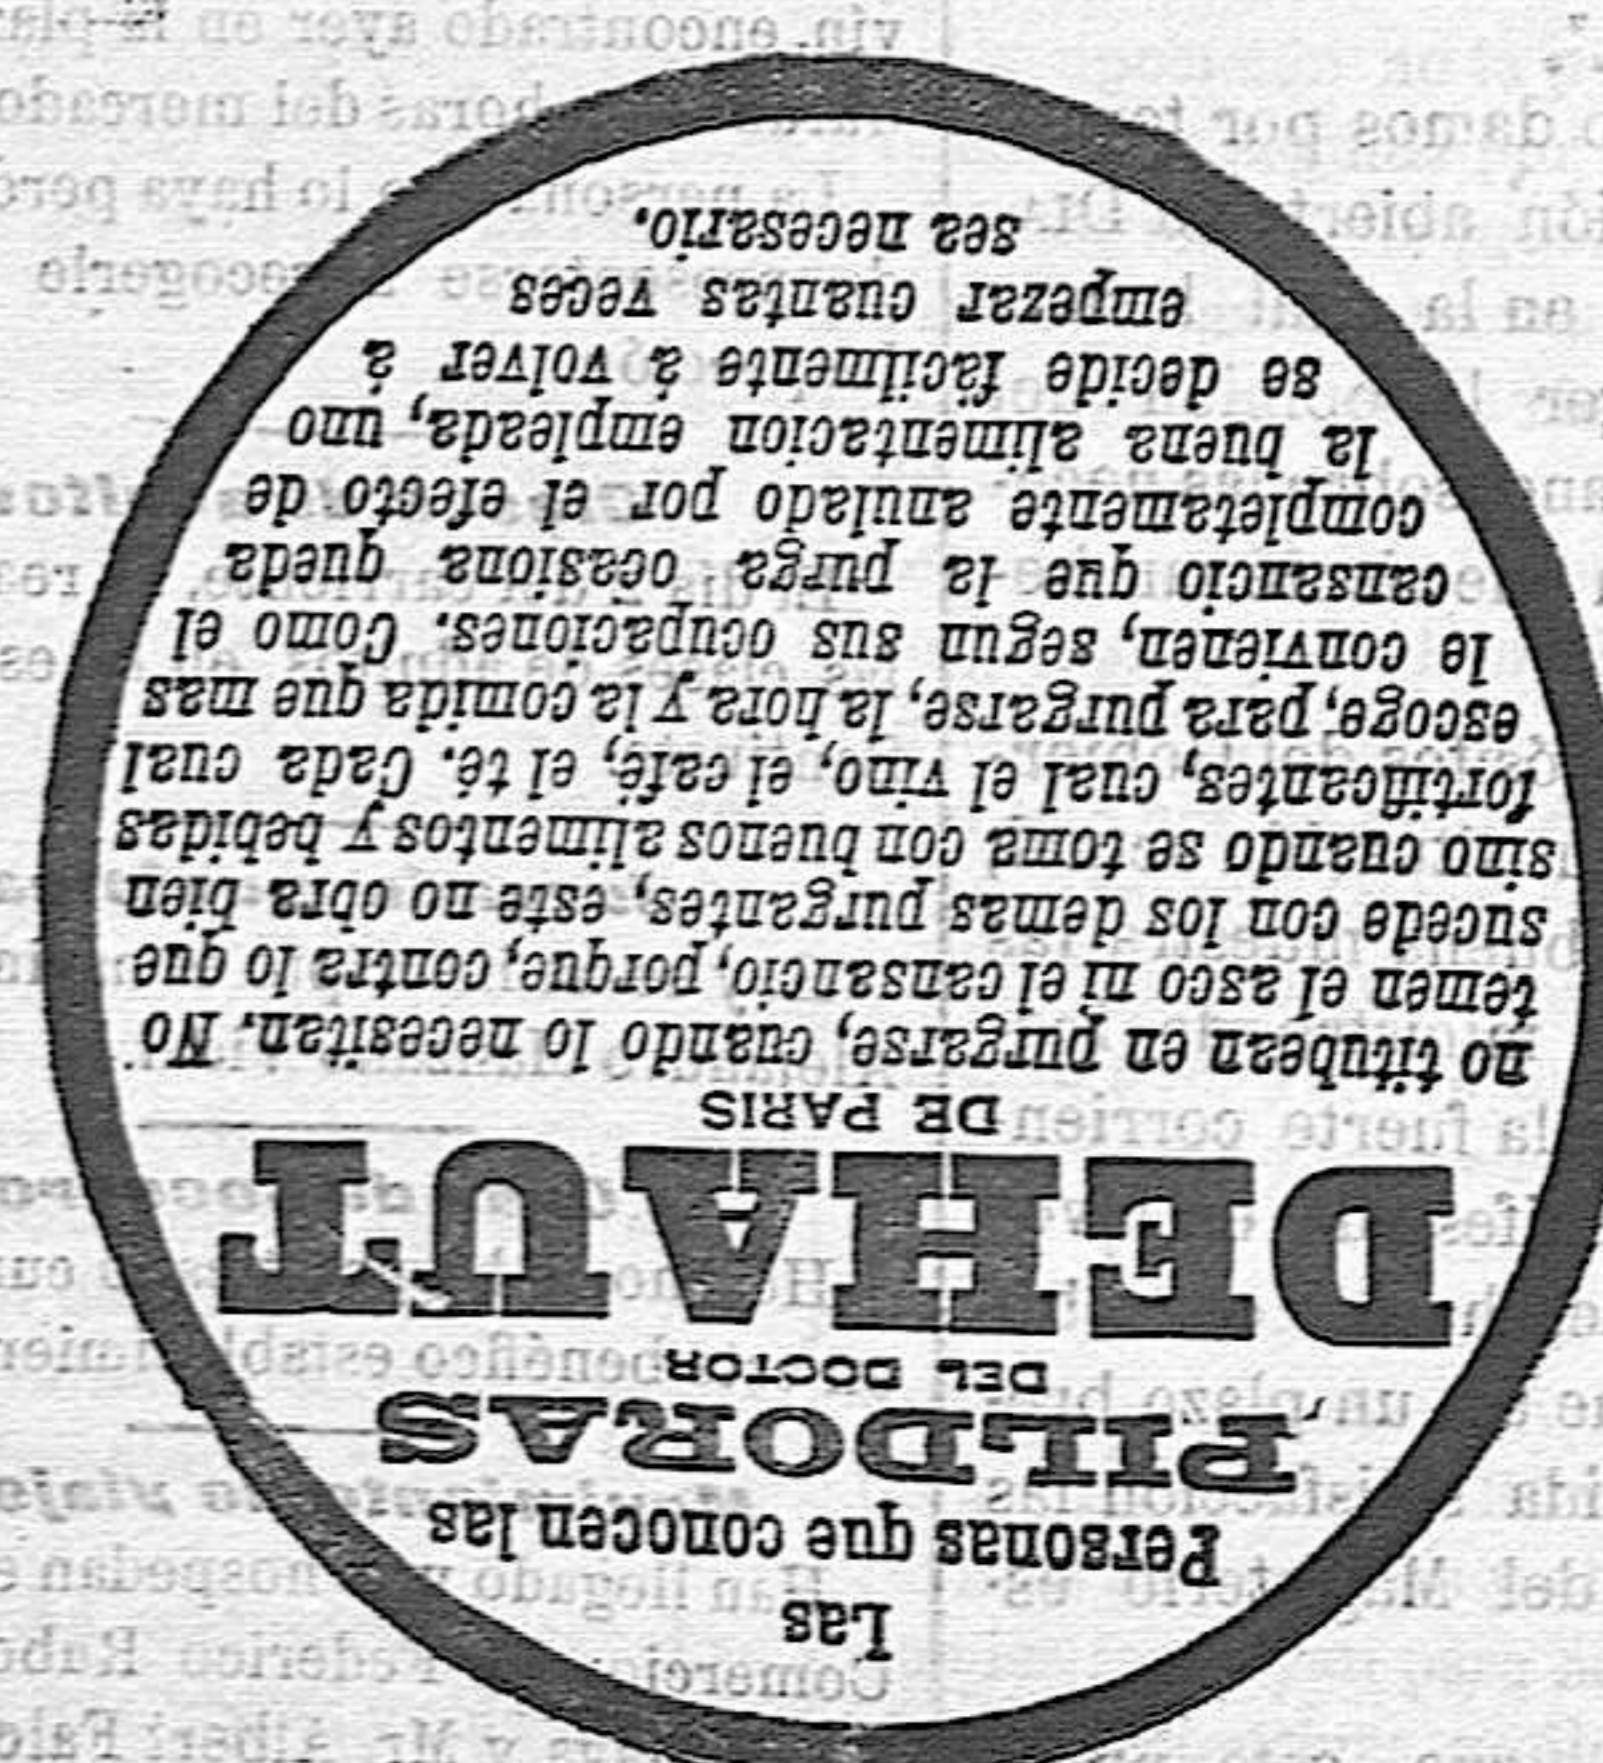 Las
Personas que conocen las
PILDORAS
DEL DOCTOR
DEHAUT
DE PARIS
no titubean en purgarse, cuando lo necesitan. No
temen el asco ni el cansancio, porque, contra lo que
sucede con los demas purgantes, este no obra bien
sino cuando se toma con buenos alimentos y bebidas
fortificantes, cual el vino, el café, el té. Cada cual
escoge, para purgarse, la hora y la comida que mas
le convienen, segun sus ocupaciones. Como el
cansancio que la purga ocasiona queda
completamente anulado por el efecto de
la buena alimentacion empleada, uno
se decide fácilmente á volver á
empezar cuantas veces
sea necesario.